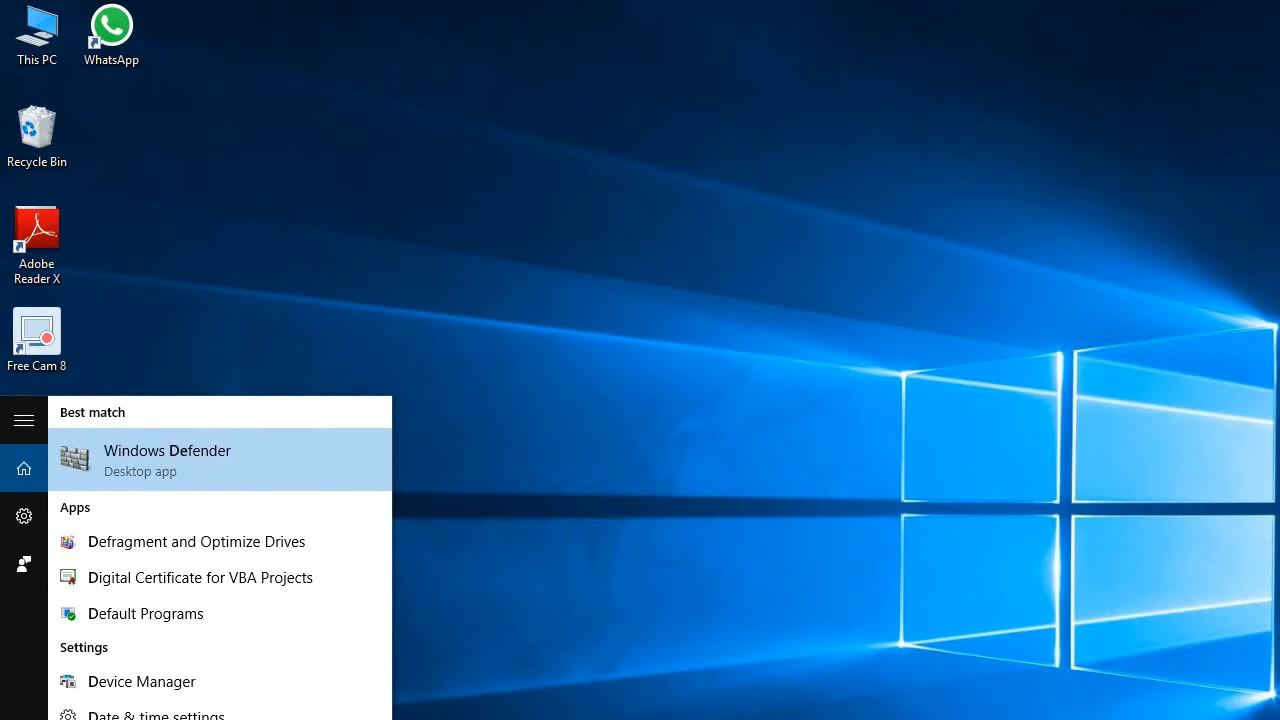 This PC
WhatsApp
Recycle Bin
Adobe
Reader X
Free Cam 8
Best match
Windows Defender
Desktop app
Apps
Defragment and Optimize Drives
Digital Certificate for VBA Projects
Default Programs
Settings
Device Manager
Date & time settings